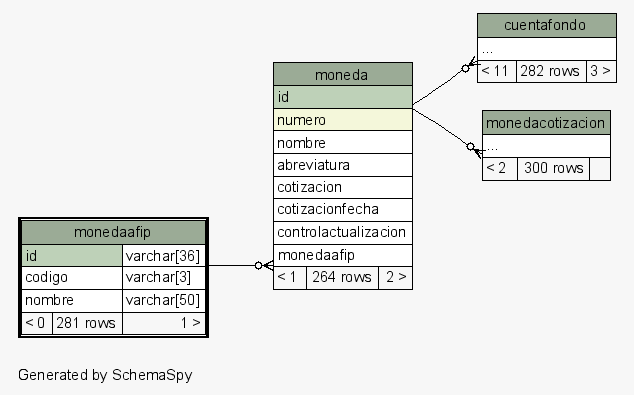 cuentafondo
...
< 11 282 rows 3 >
moneda
id
numero
nombre
abreviatura
cotizacion
cotizacionfecha
controlactualizacion
monedaafip
< 1 264 rows 2 >
monedacotizacion
...
< 2 300 rows
monedaafip
id varchar[36]
codigo varchar[3]
nombre varchar[50]
< 0 281 rows 1 >
Generated by SchemaSpy